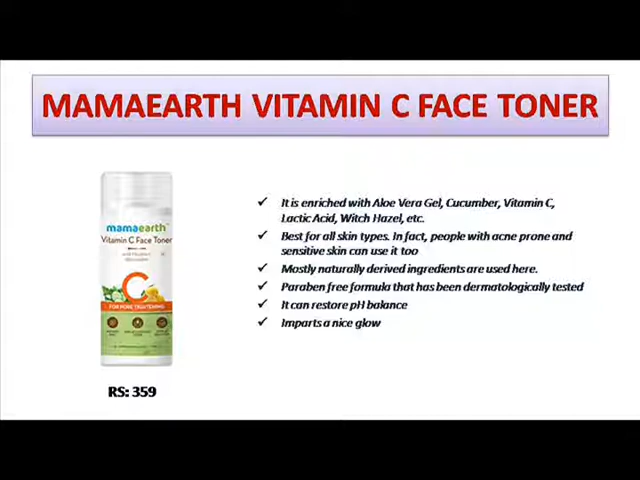 MAMAEARTH VITAMIN C FACE TONER
It is enriched with Aloe Vera Gel, Cucumber, Vitamin C,
Lactic Acid, Witch Hazel, etc.
Best for all skin types. In fact, people with acne prone and
sensitive skin can use it too
Mostly naturally derived ingredients are used here.
Paraben free formula that has been dermatologically tested
It can restore pH balance
Imparts a nice glow
mamaearth
Vitamin C Face Toner
C
FOR PORE TIGHTENING
RS: 359